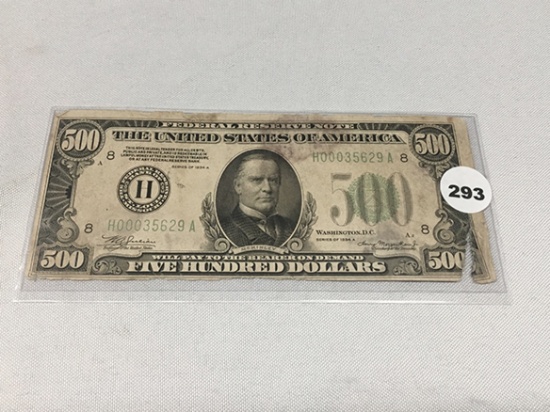 FEDERAL RESERVE NOTE
THE UNITED STATES OF AMERICA
500
500
8
H00035629 A
8
SERIES OF 1934 A
H
500
293
8
H00035629 A
WASHINGTON, D.C.
8
SERIES OF 1934 A
McKINLEY
WILL PAY TO THE BEARER ON DEMAND
500
FIVE HUNDRED DOLLARS
500